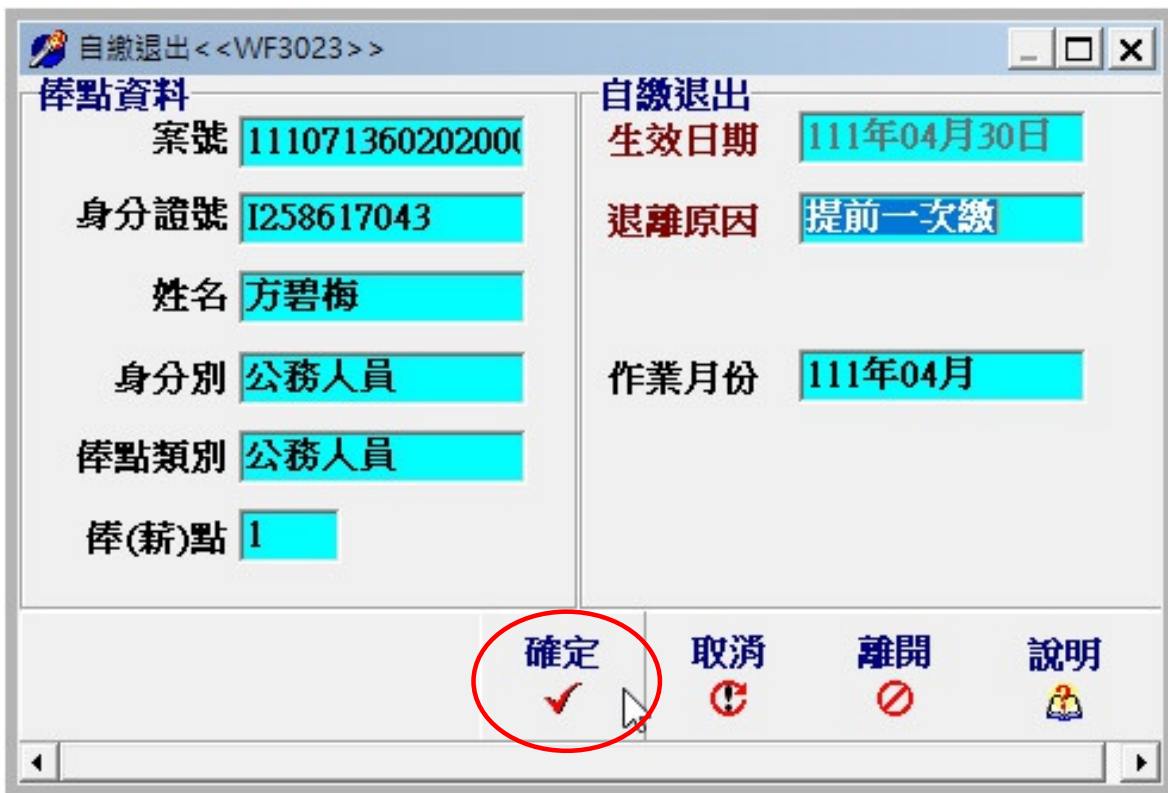 自繳退出<<WF3023>>
俸點資料
案號 11107136020200(
身分證號 I258617043
姓名 方碧梅
身分別 公務人員
俸點類別 公務人員
俸(薪)點 1
自繳退出
生效日期 111年04月30日
退離原因 提前一次繳
作業月份 111年04月
確定 取消 離開 說明